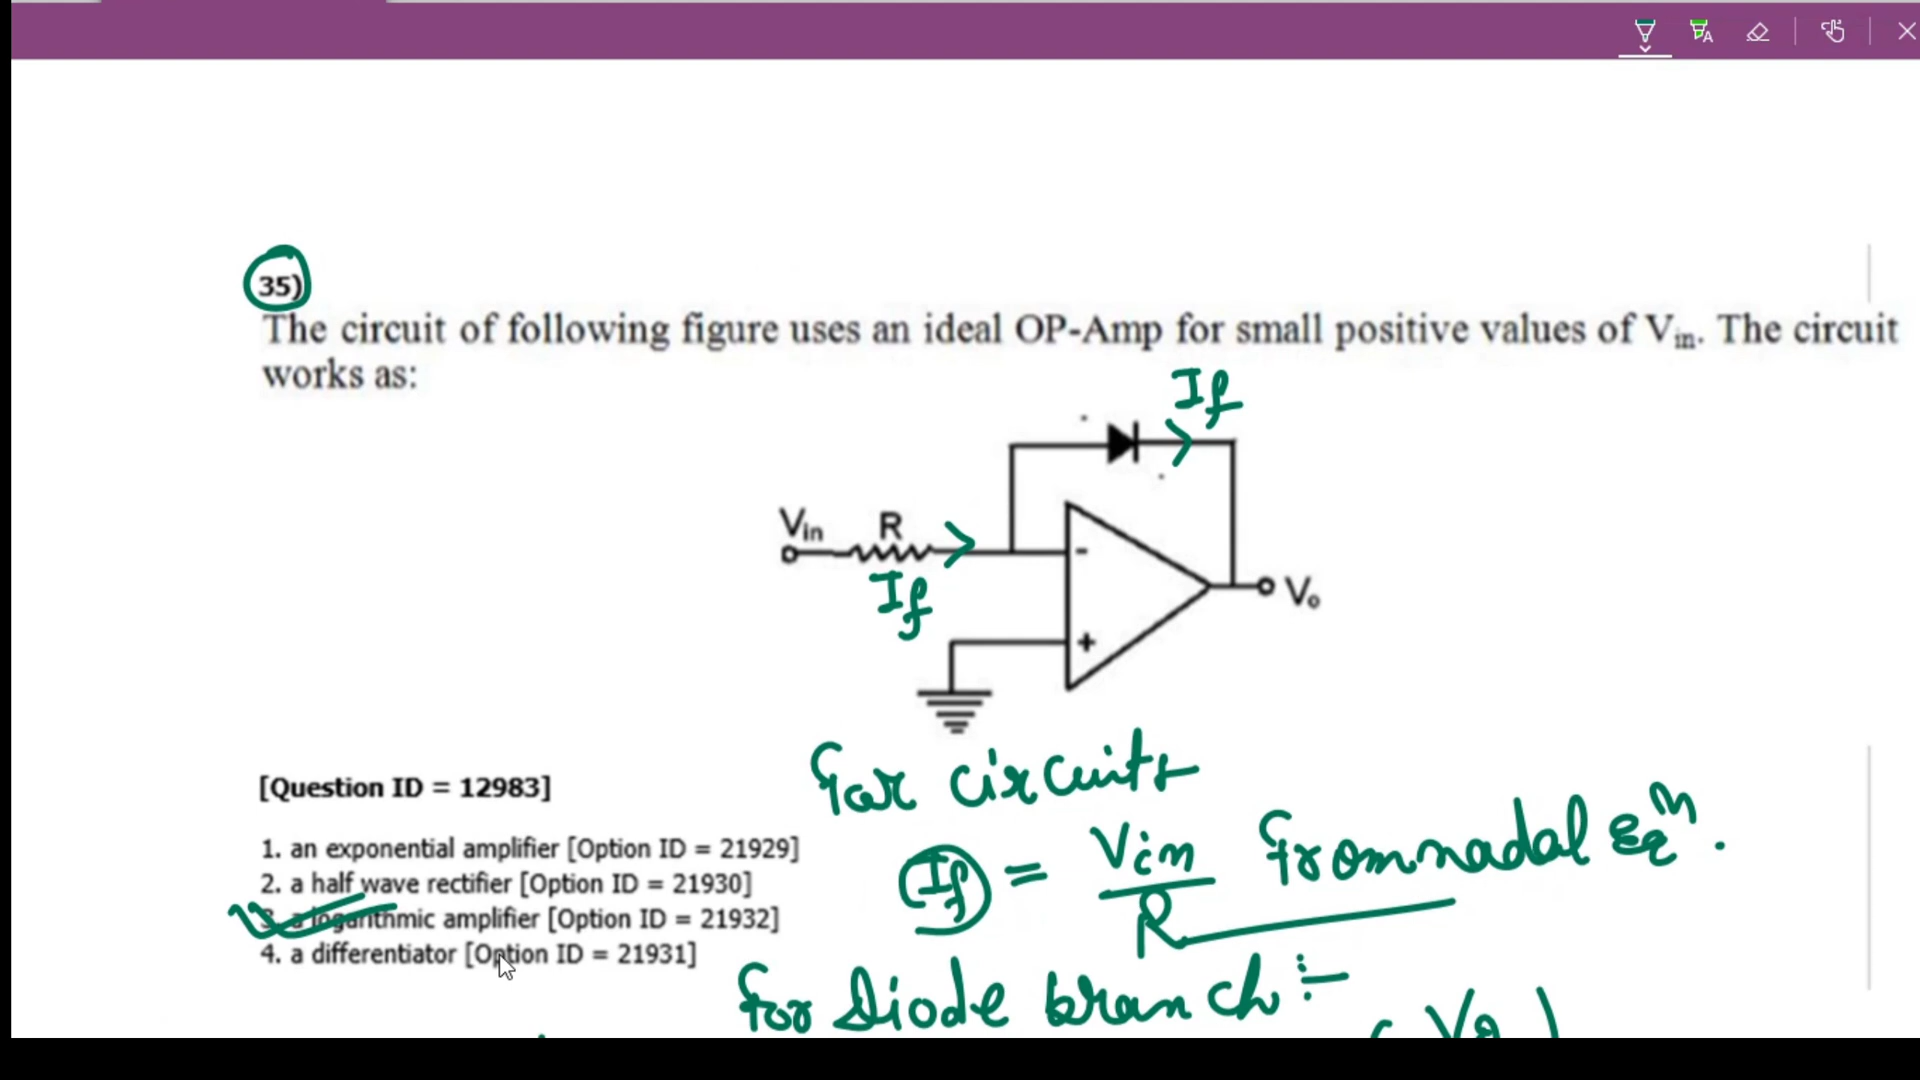 35)
The circuit of following figure uses an ideal OP-Amp for small positive values of Vin. The circuit
works as:
If
Vin R
-
If
Vo
+
For circuits
[Question ID = 12983]
If = Vin / R from nodal Eqn.
1. an exponential amplifier [Option ID = 21929]
2. a half wave rectifier [Option ID = 21930]
3. a logarithmic amplifier [Option ID = 21932]
4. a differentiator [Option ID = 21931]
for Diode branch :-